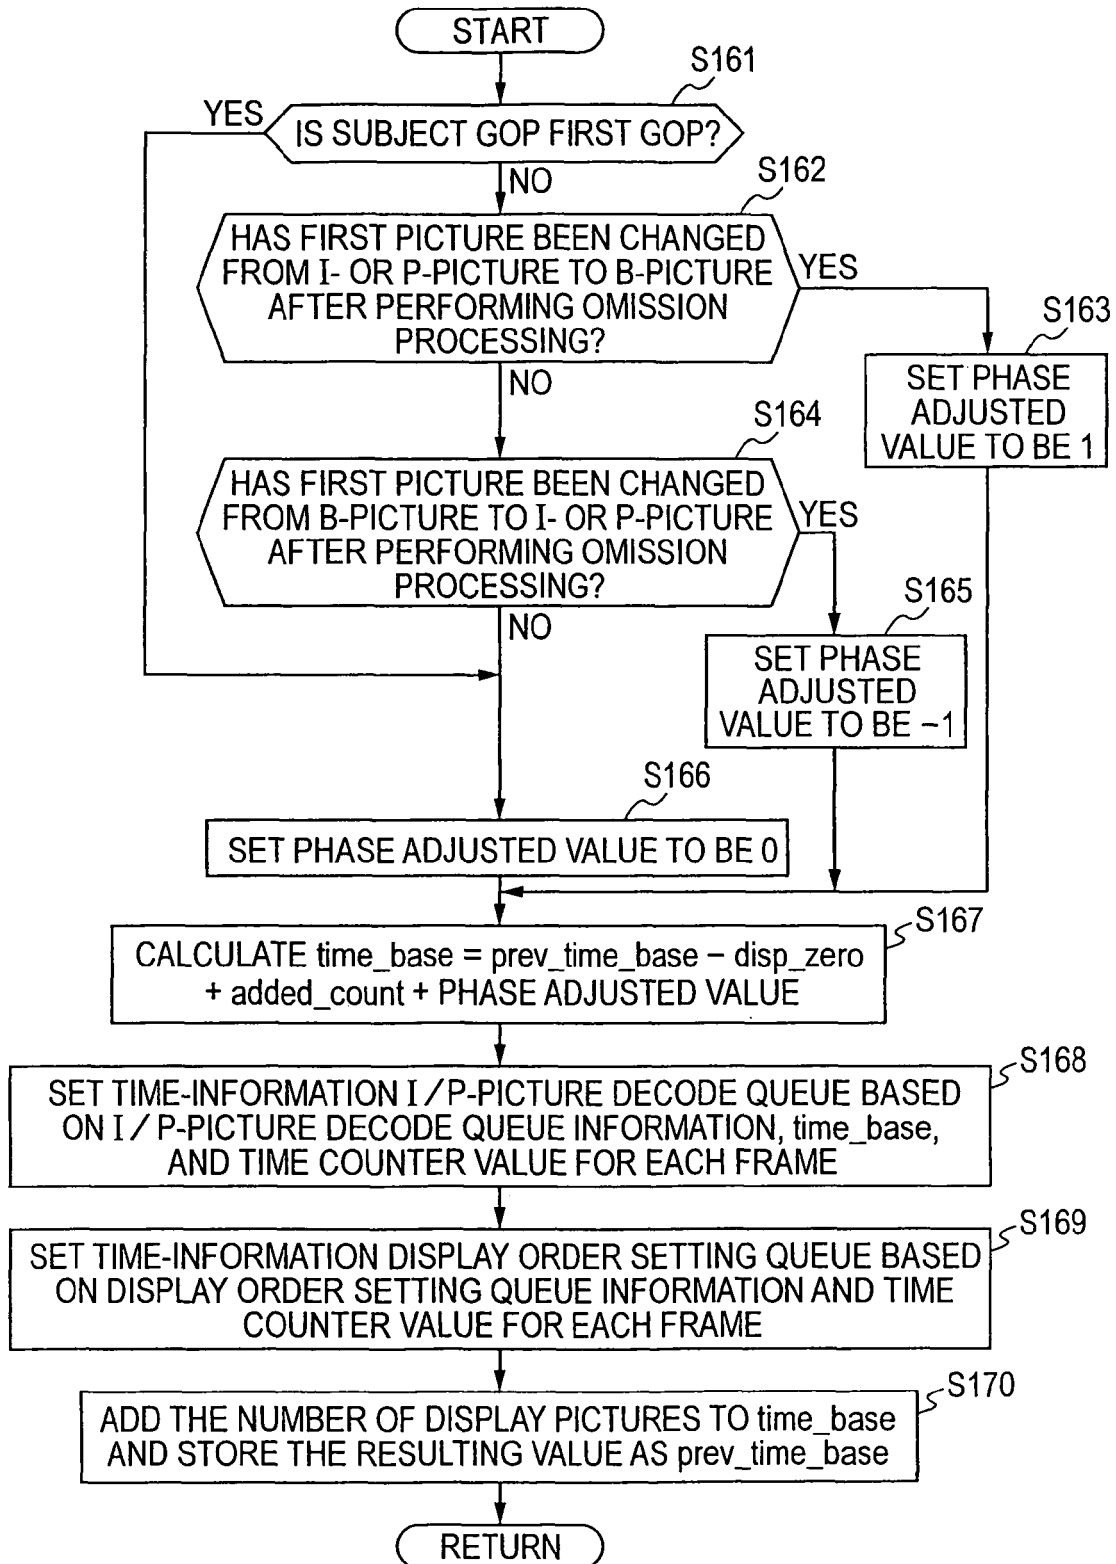 START
S161
YES
IS SUBJECT GOP FIRST GOP?
NO
S162
HAS FIRST PICTURE BEEN CHANGED
FROM I- OR P-PICTURE TO B-PICTURE
AFTER PERFORMING OMISSION
PROCESSING?
YES
NO
S163
SET PHASE
ADJUSTED
VALUE TO BE 1
S164
HAS FIRST PICTURE BEEN CHANGED
FROM B-PICTURE TO I- OR P-PICTURE
AFTER PERFORMING OMISSION
PROCESSING?
YES
NO
S165
SET PHASE
ADJUSTED
VALUE TO BE –1
S166
SET PHASE ADJUSTED VALUE TO BE 0
S167
CALCULATE time_base = prev_time_base – disp_zero
+ added_count + PHASE ADJUSTED VALUE
S168
SET TIME-INFORMATION I/P-PICTURE DECODE QUEUE BASED
ON I/P-PICTURE DECODE QUEUE INFORMATION, time_base,
AND TIME COUNTER VALUE FOR EACH FRAME
S169
SET TIME-INFORMATION DISPLAY ORDER SETTING QUEUE BASED
ON DISPLAY ORDER SETTING QUEUE INFORMATION AND TIME
COUNTER VALUE FOR EACH FRAME
S170
ADD THE NUMBER OF DISPLAY PICTURES TO time_base
AND STORE THE RESULTING VALUE AS prev_time_base
RETURN